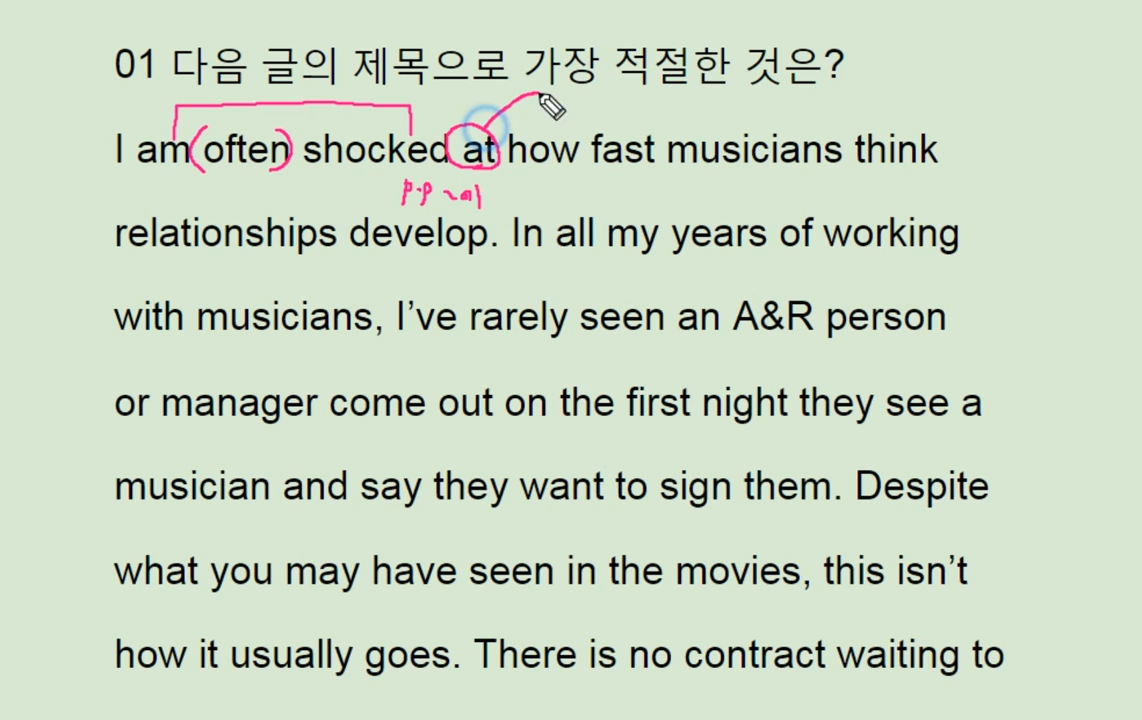 01 다음 글의 제목으로 가장 적절한 것은?
I am (often) shocked at how fast musicians think
p.p
relationships develop. In all my years of working
with musicians, I’ve rarely seen an A&R person
or manager come out on the first night they see a
musician and say they want to sign them. Despite
what you may have seen in the movies, this isn’t
how it usually goes. There is no contract waiting to